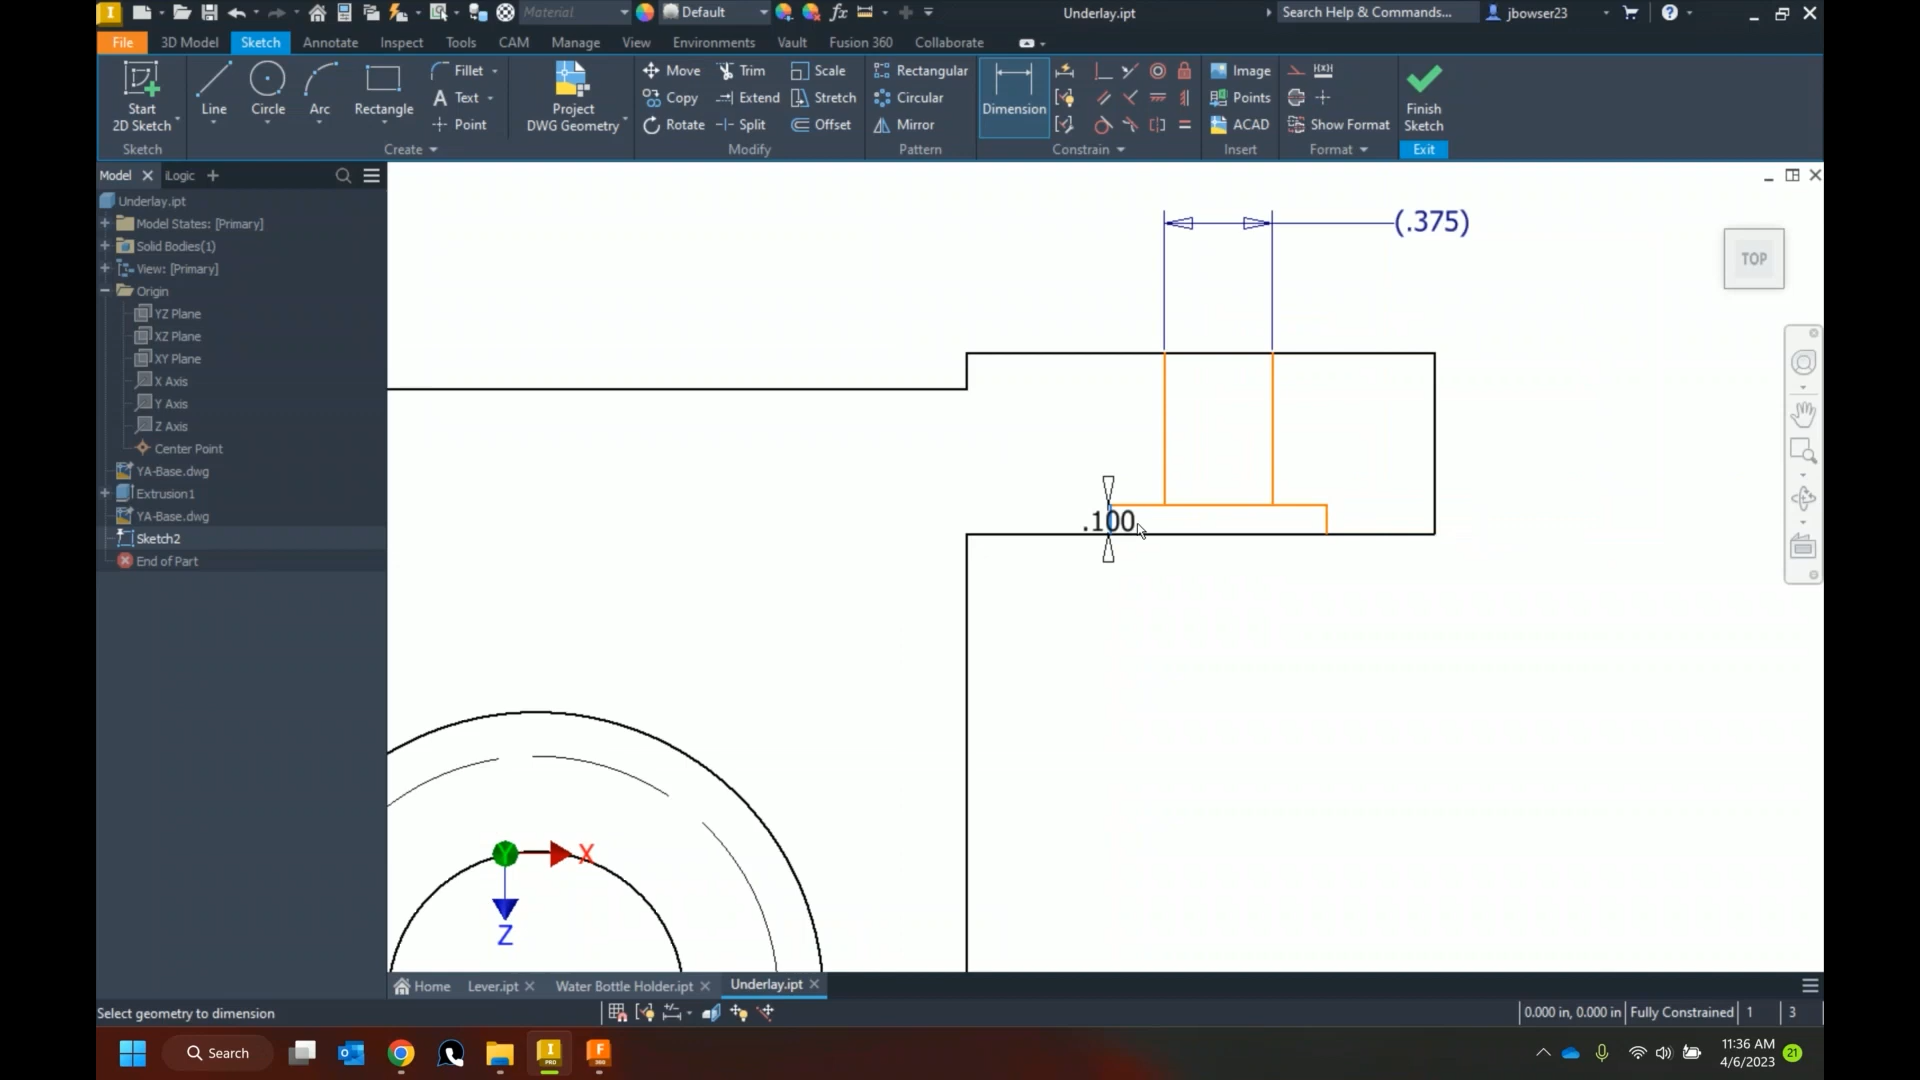 I Material Default fx Underlay.ipt Search Help & Commands... jbowser23 ?
File 3D Model Sketch Annotate Inspect Tools CAM Manage View Environments Vault Fusion 360 Collaborate
Start 2D Sketch Line Circle Arc Rectangle Fillet Text Point Project DWG Geometry
Move Trim Scale
Copy Extend Stretch
Rotate Split Offset
Rectangular
Circular
Mirror
Dimension
Image
Points
ACAD
Show Format
Finish Sketch
Sketch Create Modify Pattern Constrain Insert Format Exit
Model iLogic
Underlay.ipt
Model States: [Primary]
Solid Bodies(1)
View: [Primary]
Origin
YZ Plane
XZ Plane
XY Plane
X Axis
Y Axis
Z Axis
Center Point
YA-Base.dwg
Extrusion1
YA-Base.dwg
Sketch2
End of Part
(.375)
TOP
.100
Y X
Z
Home Lever.ipt Water Bottle Holder.ipt Underlay.ipt
Select geometry to dimension 0.000 in, 0.000 in Fully Constrained 1 3
Search
11:36 AM
4/6/2023
21